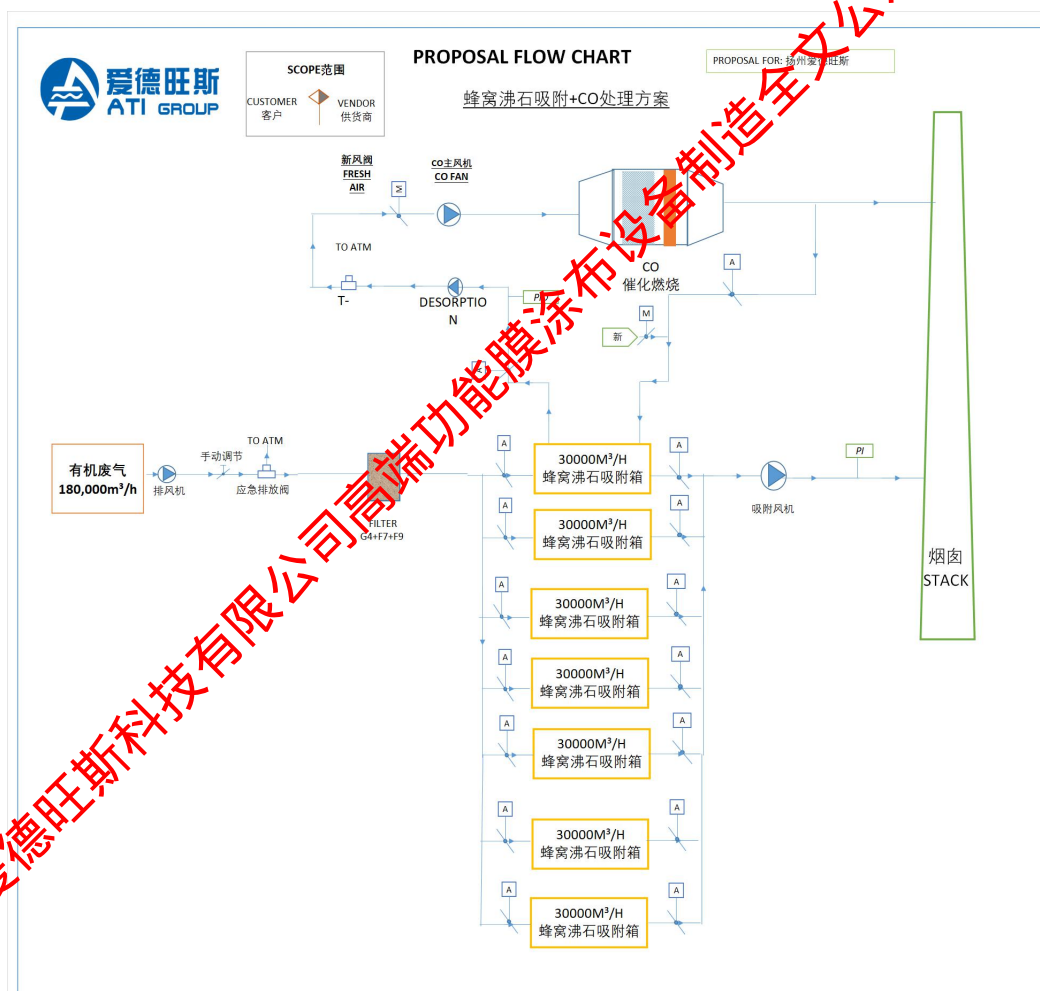 爱德旺斯
ATI GROUP
SCOPE范围
CUSTOMER
客户
VENDOR
供货商
PROPOSAL FLOW CHART
蜂窝沸石吸附+CO处理方案
PROPOSAL FOR: 扬州爱德旺斯
新风阀
FRESH
AIR
M
CO主风机
CO FAN
TO ATM
T-
DESORPTIO
N
CO
催化燃烧
A
M
新
有机废气
180,000m³/h
排风机
手动调节
TO ATM
应急排放阀
FILTER
G4+F7+F9
A
30000M³/H
蜂窝沸石吸附箱
A
A
30000M³/H
蜂窝沸石吸附箱
A
A
30000M³/H
蜂窝沸石吸附箱
A
A
30000M³/H
蜂窝沸石吸附箱
A
A
30000M³/H
蜂窝沸石吸附箱
A
A
30000M³/H
蜂窝沸石吸附箱
A
A
30000M³/H
蜂窝沸石吸附箱
A
吸附风机
PI
烟囱
STACK
爱德旺斯科技有限公司高端功能膜涂布设备制造全文公